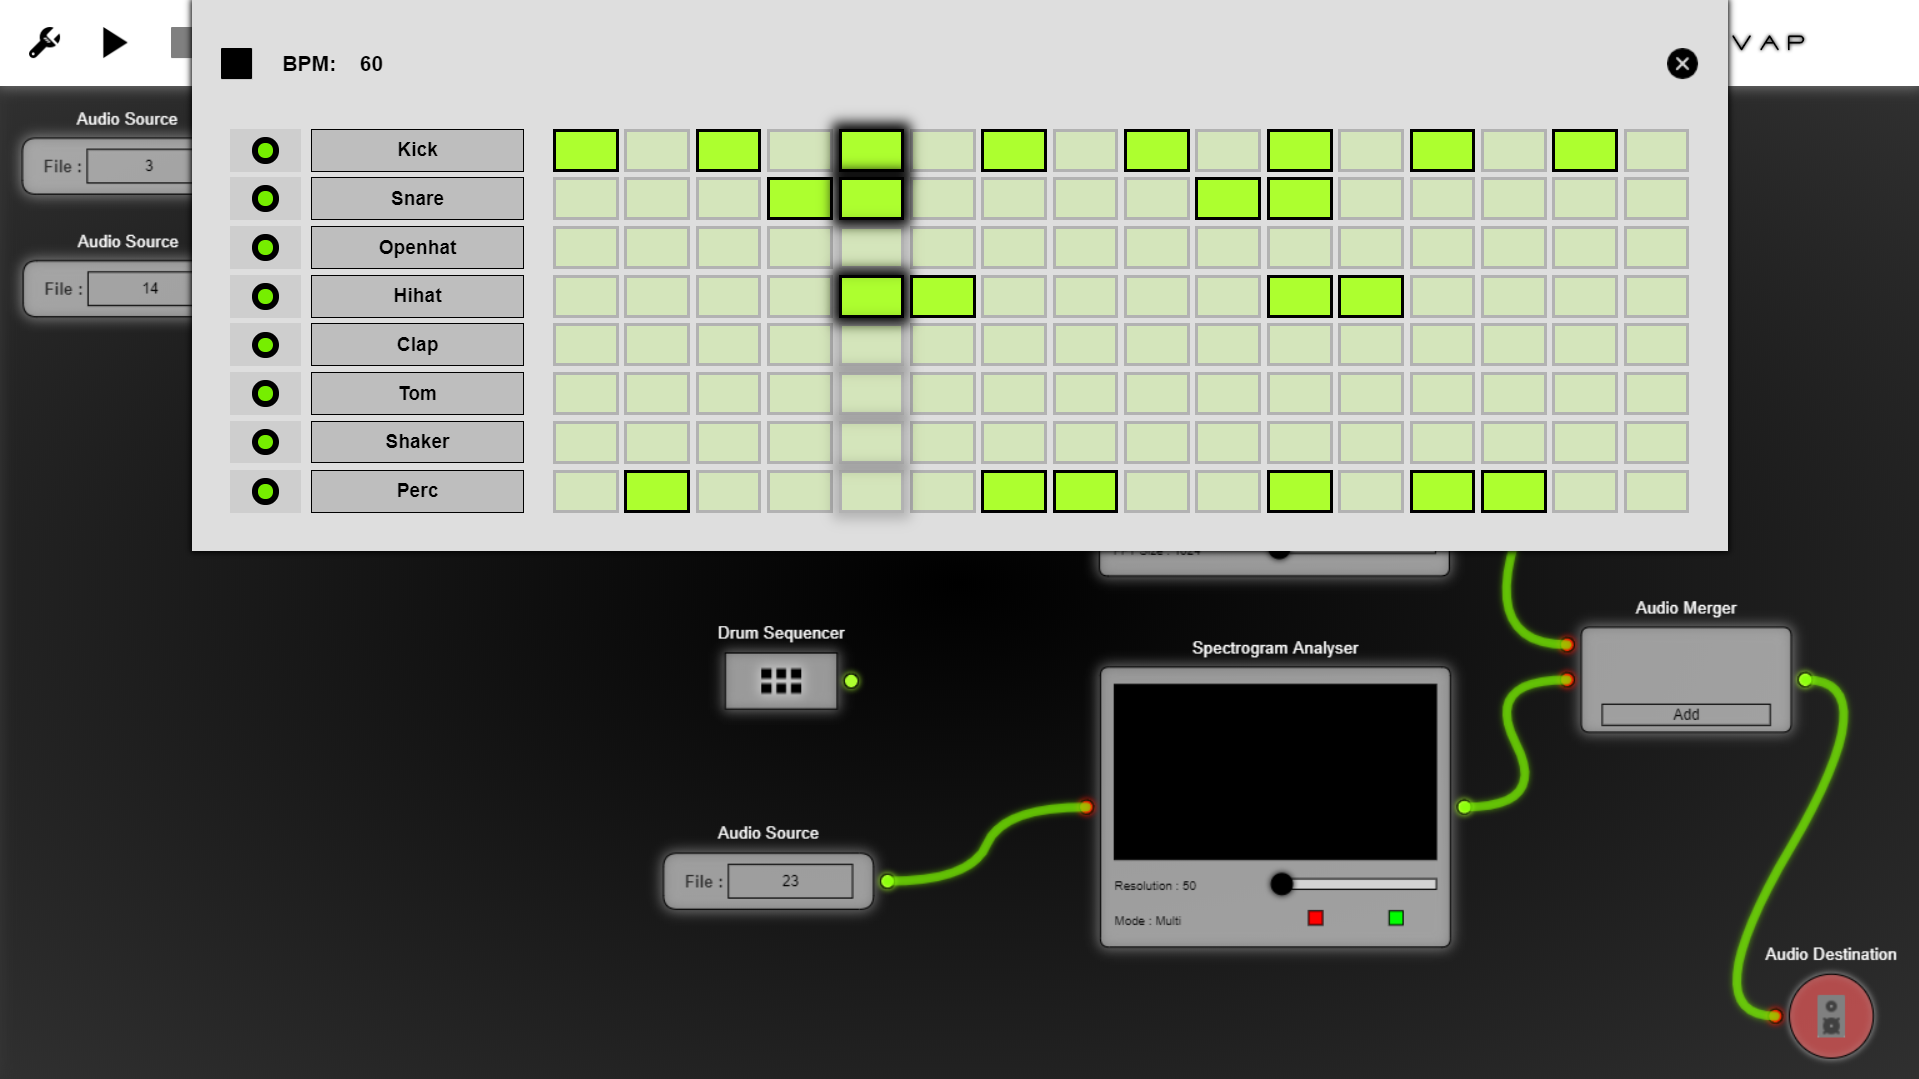 BPM: 60
VAP
Audio Source
File : 3
Audio Source
File : 14
Kick
Snare
Openhat
Hihat
Clap
Tom
Shaker
Perc
Drum Sequencer
Spectrogram Analyser
Audio Merger
Add
Audio Source
File : 23
Resolution : 50
Mode : Multi
Audio Destination